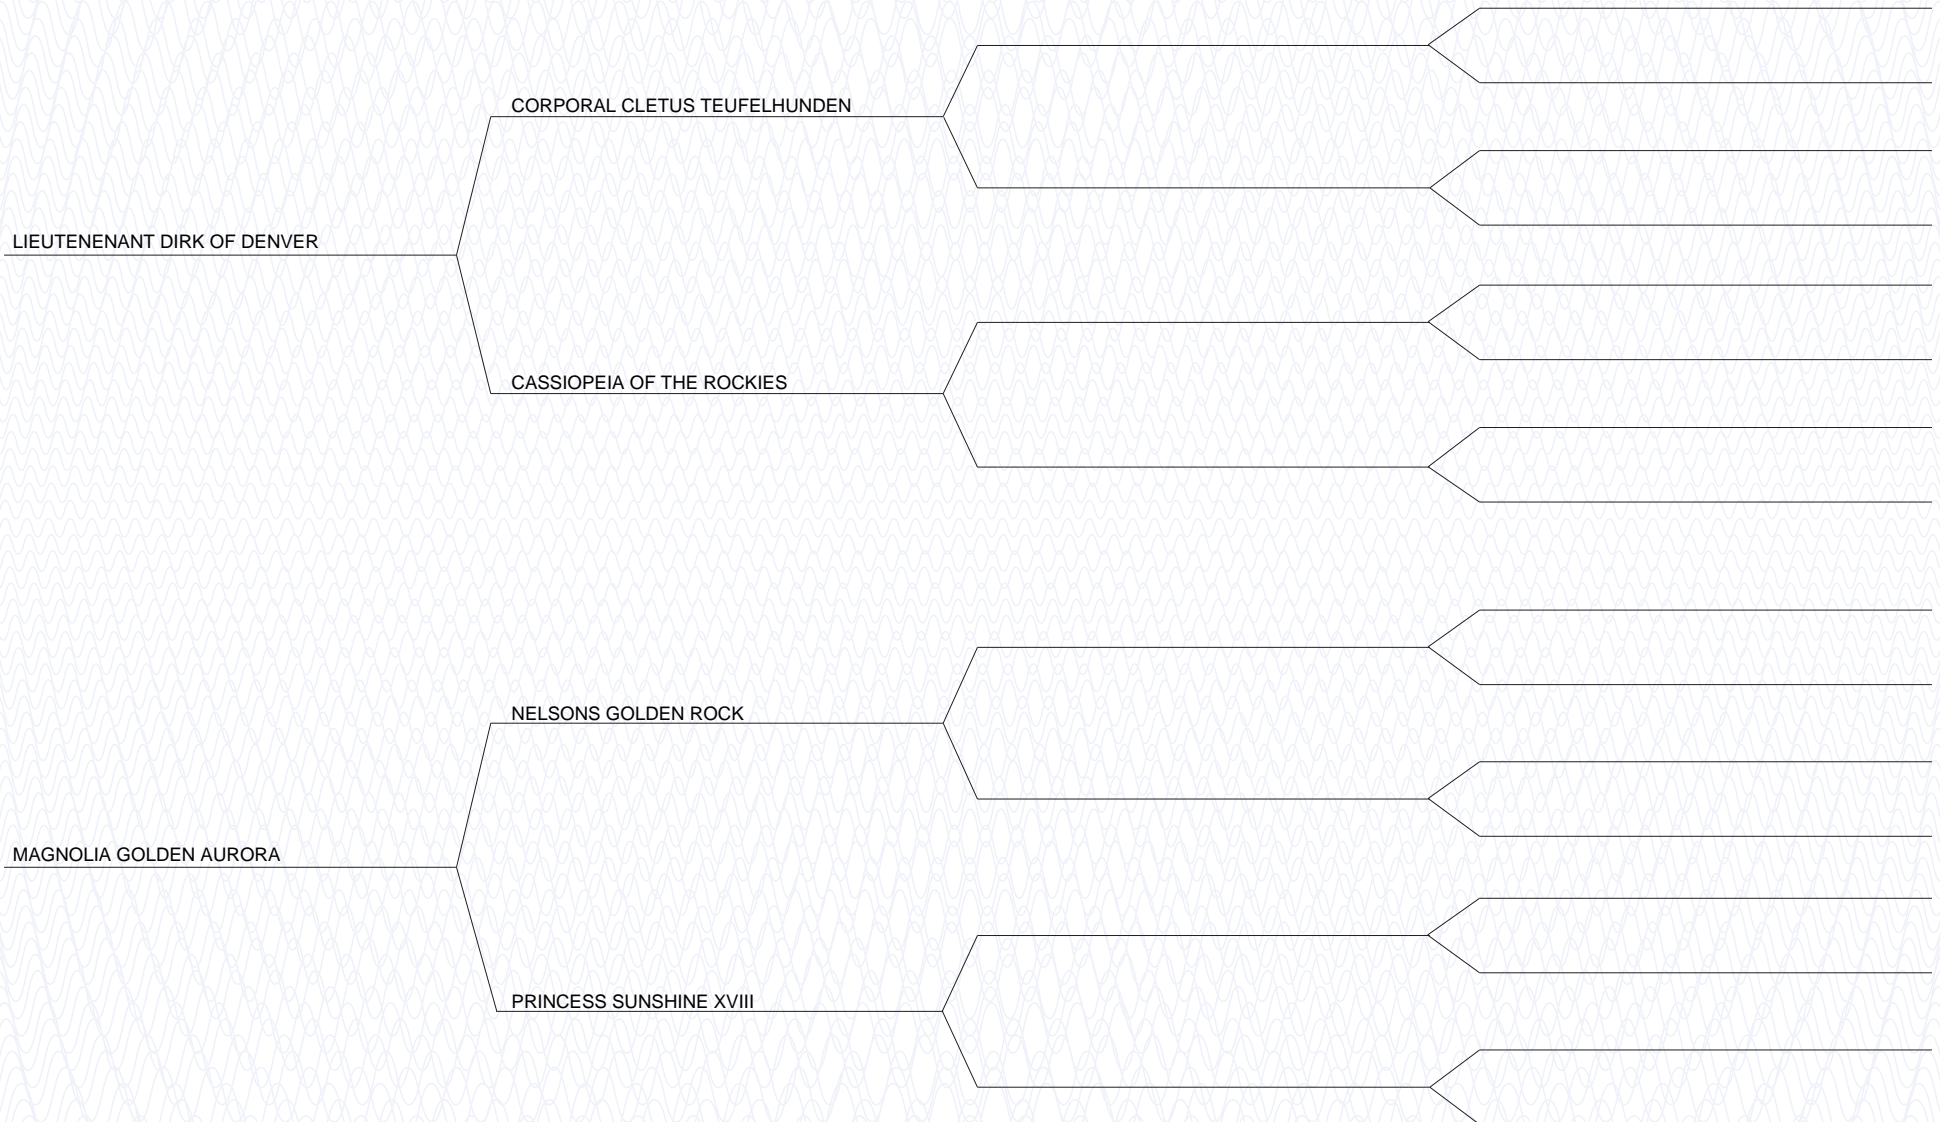 CORPORAL CLETUS TEUFELHUNDEN
LIEUTENENANT DIRK OF DENVER
CASSIOPEIA OF THE ROCKIES
NELSONS GOLDEN ROCK
MAGNOLIA GOLDEN AURORA
PRINCESS SUNSHINE XVIII